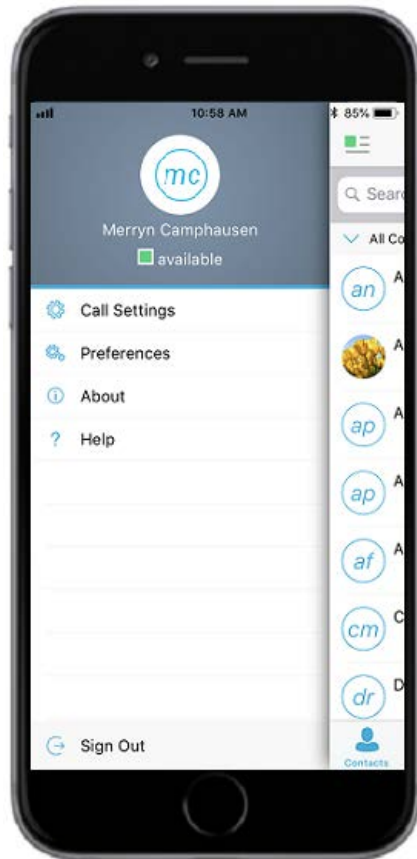 10:58 AM
85%
mc
Merryn Camphausen
available
Call Settings
Preferences
About
Help
Sign Out
Sear
All Co
an
A
A
ap
A
ap
A
af
A
cm
C
dr
D
Contacts